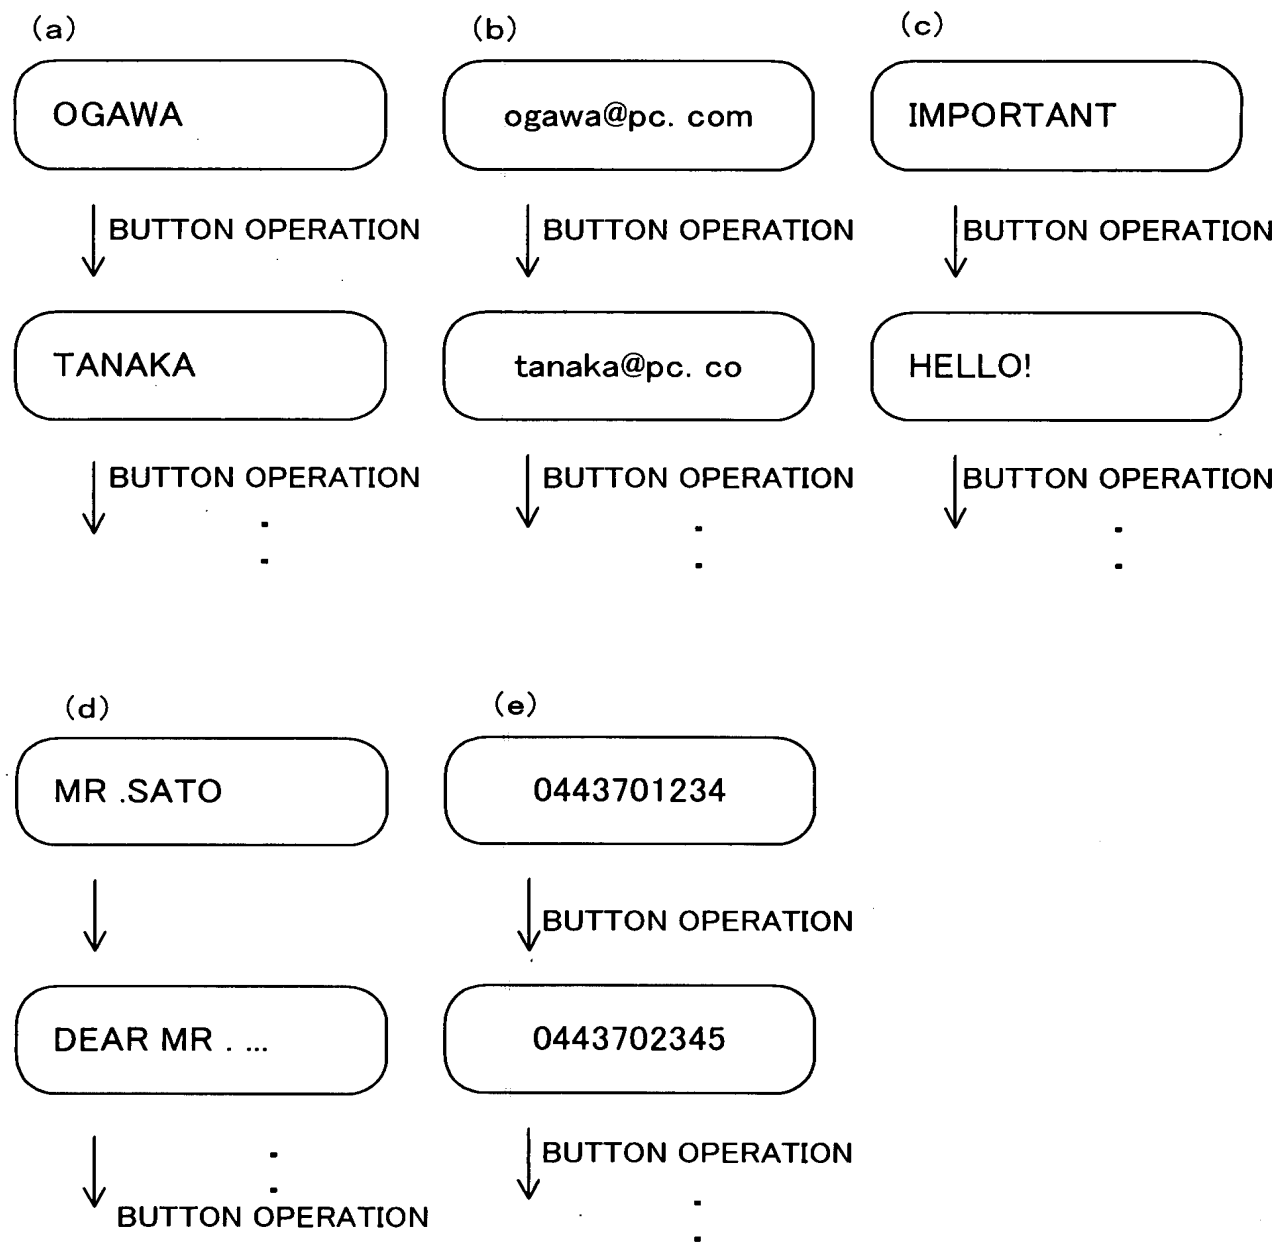 (a)
(b)
(c)
OGAWA
ogawa@pc. com
IMPORTANT
BUTTON OPERATION
BUTTON OPERATION
BUTTON OPERATION
TANAKA
tanaka@pc. co
HELLO!
BUTTON OPERATION
BUTTON OPERATION
BUTTON OPERATION
(d)
(e)
MR .SATO
0443701234
BUTTON OPERATION
DEAR MR . ...
0443702345
BUTTON OPERATION
BUTTON OPERATION